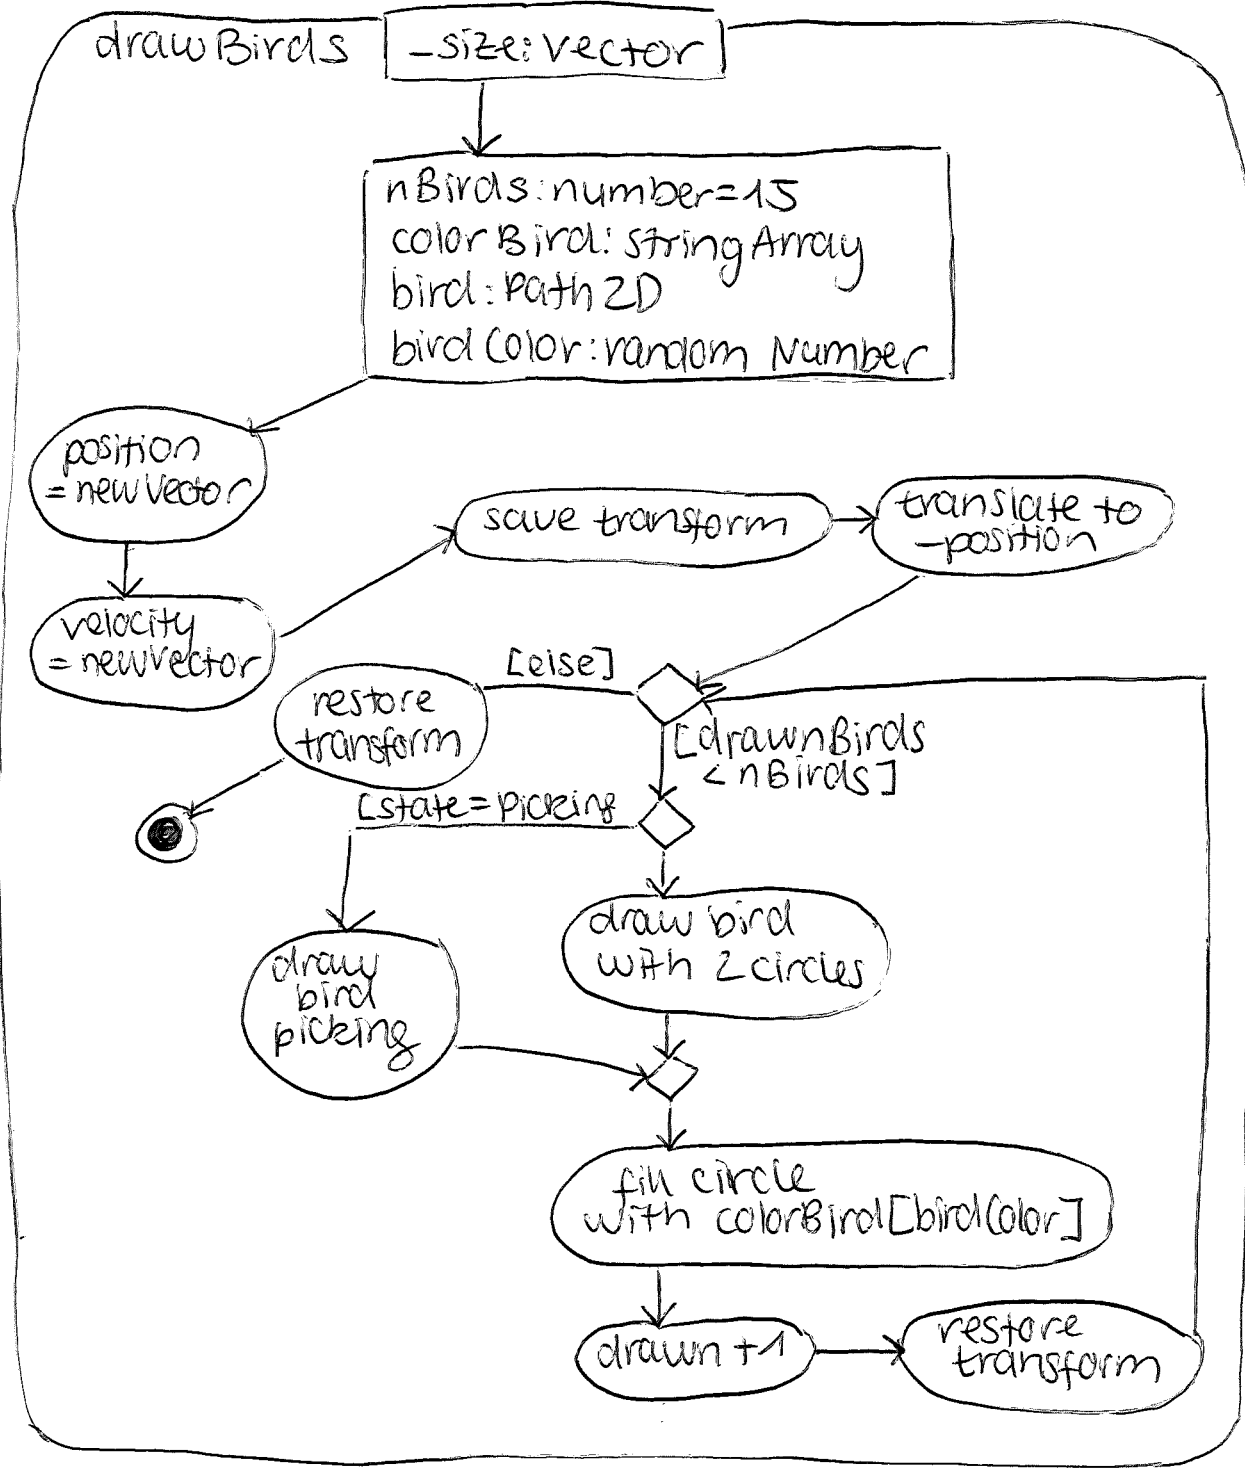 drawBirds
_size: Vector
nBirds: number=15
colorBird: string Array
bird: Path2D
birdColor: random Number
position
= new Vector
save transform
translate to
_position
velocity
= new Vector
[else]
restore
transform
[drawnBirds
< nBirds]
[state=picking
draw bird
with 2 circles
draw
bird
picking
fill circle
with colorBird[birdColor]
drawn +1
restore
transform